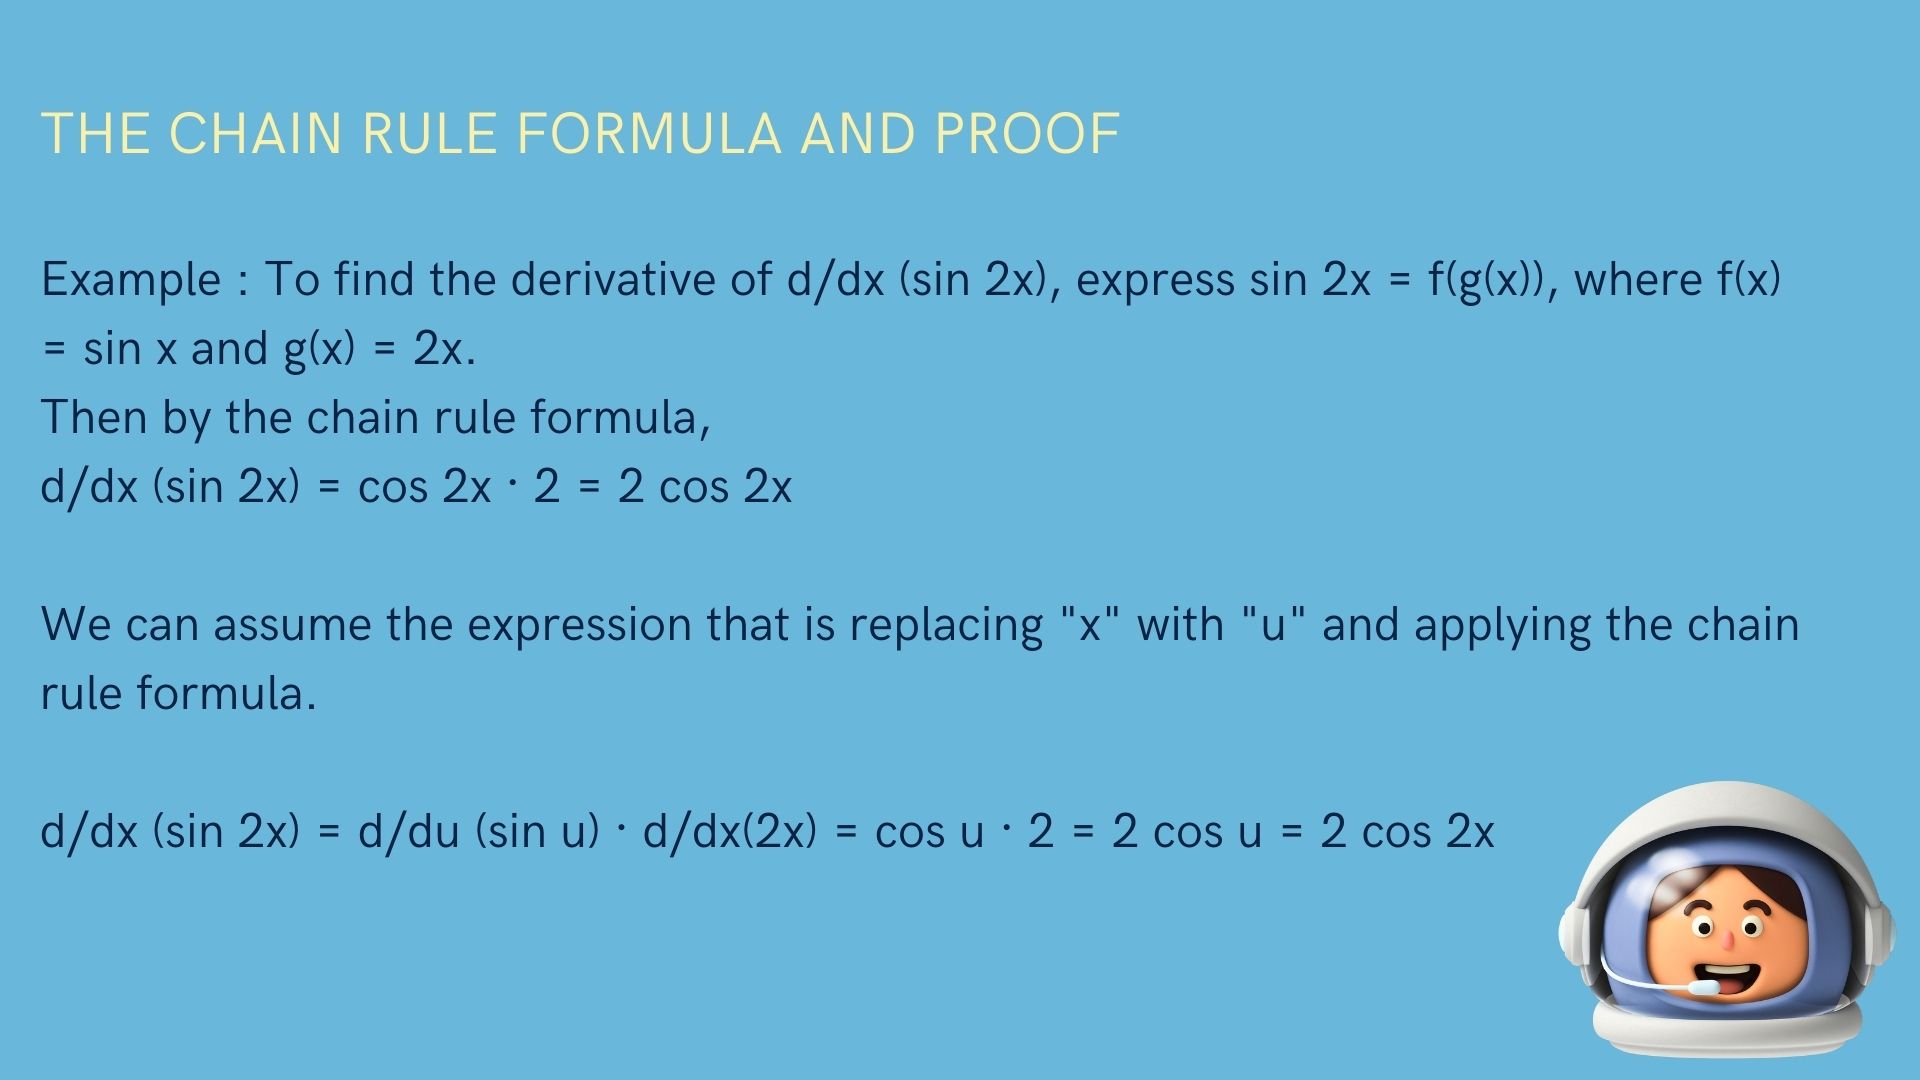 THE CHAIN RULE FORMULA AND PROOF
Example : To find the derivative of d/dx (sin 2x), express sin 2x = f(g(x)), where f(x)
= sin x and g(x) = 2x.
Then by the chain rule formula,
d/dx (sin 2x) = cos 2x · 2 = 2 cos 2x
We can assume the expression that is replacing "x" with "u" and applying the chain
rule formula.
d/dx (sin 2x) = d/du (sin u) · d/dx(2x) = cos u · 2 = 2 cos u = 2 cos 2x